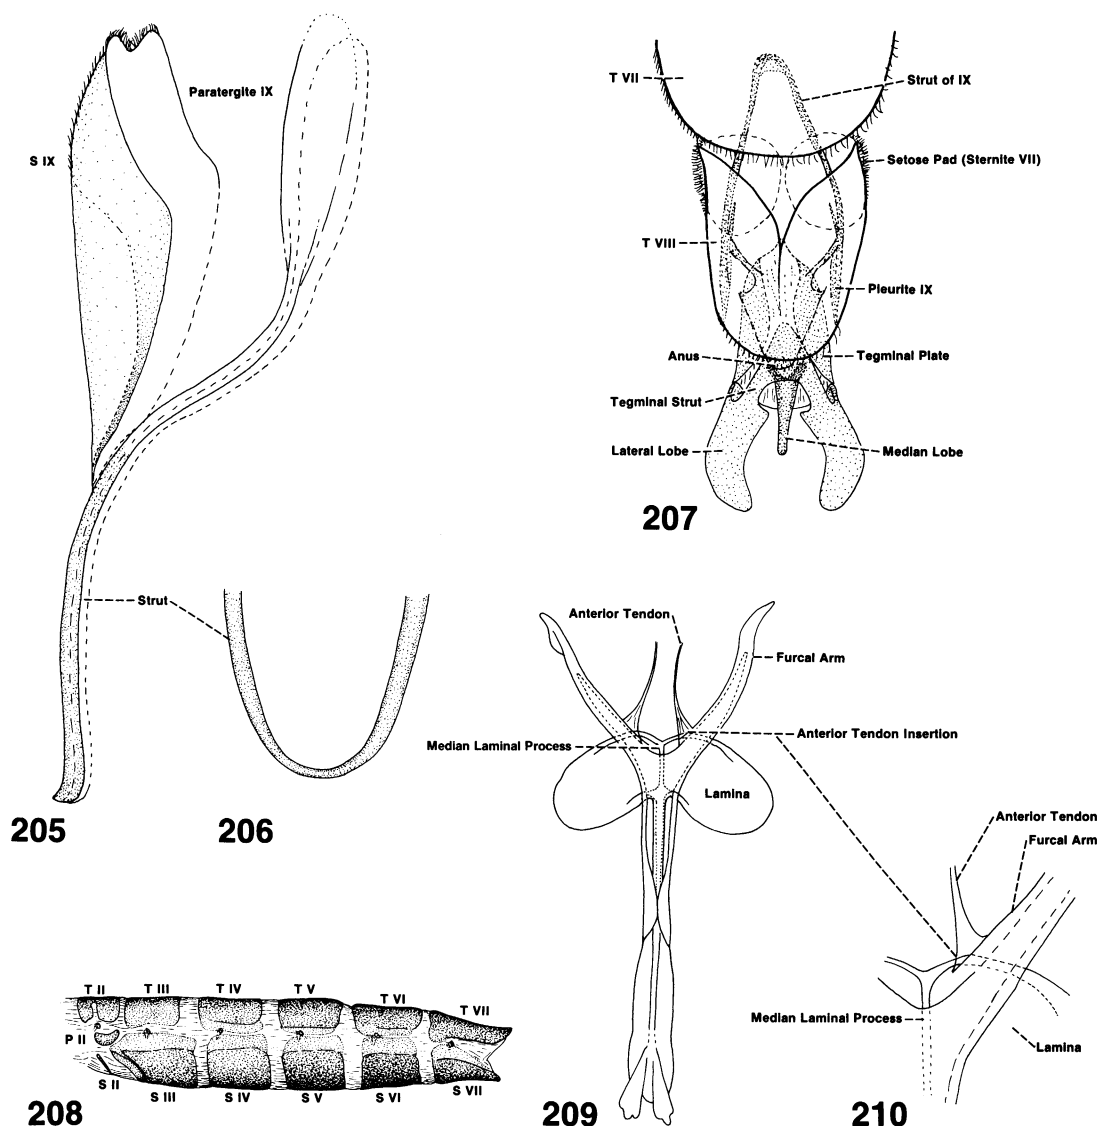 Paratergite IX
S IX
Strut
205
206
T VII
Strut of IX
Setose Pad (Sternite VII)
T VIII
Pleurite IX
Anus
Tegminal Plate
Tegminal Strut
Lateral Lobe
Median Lobe
207
T II
T III
T IV
T V
T VI
T VII
P II
S II
S III
S IV
S V
S VI
S VII
208
Anterior Tendon
Furcal Arm
Median Laminal Process
Anterior Tendon Insertion
Lamina
209
Anterior Tendon
Furcal Arm
Median Laminal Process
Lamina
210